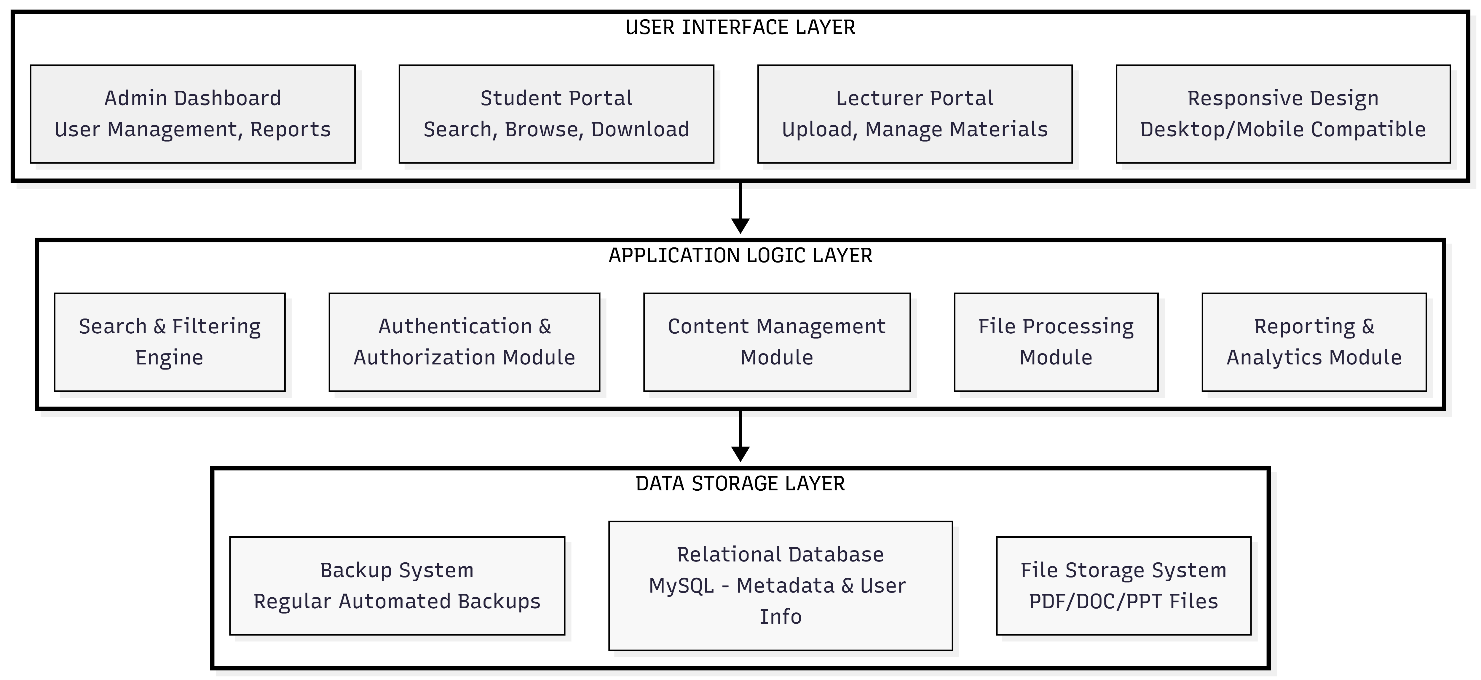 USER INTERFACE LAYER
Admin Dashboard
User Management, Reports
Student Portal
Search, Browse, Download
Lecturer Portal
Upload, Manage Materials
Responsive Design
Desktop/Mobile Compatible
APPLICATION LOGIC LAYER
Search & Filtering
Engine
Authentication &
Authorization Module
Content Management
Module
File Processing
Module
Reporting &
Analytics Module
DATA STORAGE LAYER
Backup System
Regular Automated Backups
Relational Database
MySQL - Metadata & User
Info
File Storage System
PDF/DOC/PPT Files